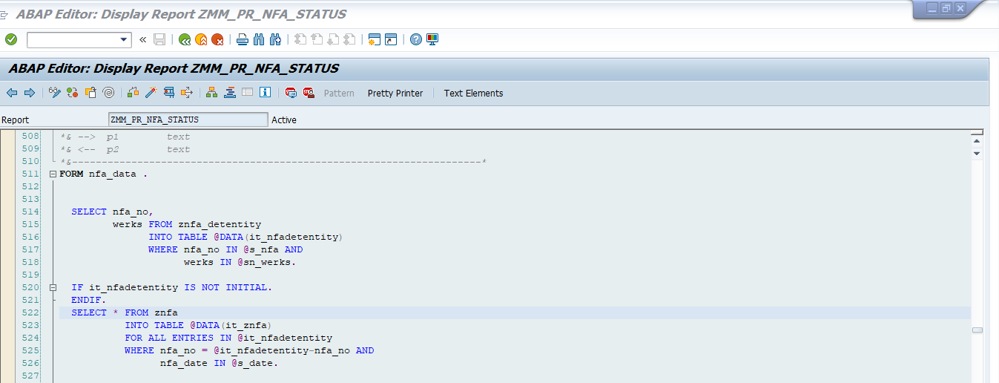 ABAP Editor: Display Report ZMM_PR_NFA_STATUS
ABAP Editor: Display Report ZMM_PR_NFA_STATUS
Pattern Pretty Printer Text Elements
Report ZMM_PR_NFA_STATUS Active
508 *& --> p1 text
509 *& <-- p2 text
510 *&---------------------------------------------------------------------*
511 FORM nfa_data .
512
513
514 SELECT nfa_no,
515 werks FROM znfa_detentity
516 INTO TABLE @DATA(it_nfadetentity)
517 WHERE nfa_no IN @s_nfa AND
518 werks IN @sn_werks.
519
520 IF it_nfadetentity IS NOT INITIAL.
521 ENDIF.
522 SELECT * FROM znfa
523 INTO TABLE @DATA(it_znfa)
524 FOR ALL ENTRIES IN @it_nfadetentity
525 WHERE nfa_no = @it_nfadetentity-nfa_no AND
526 nfa_date IN @s_date.
527